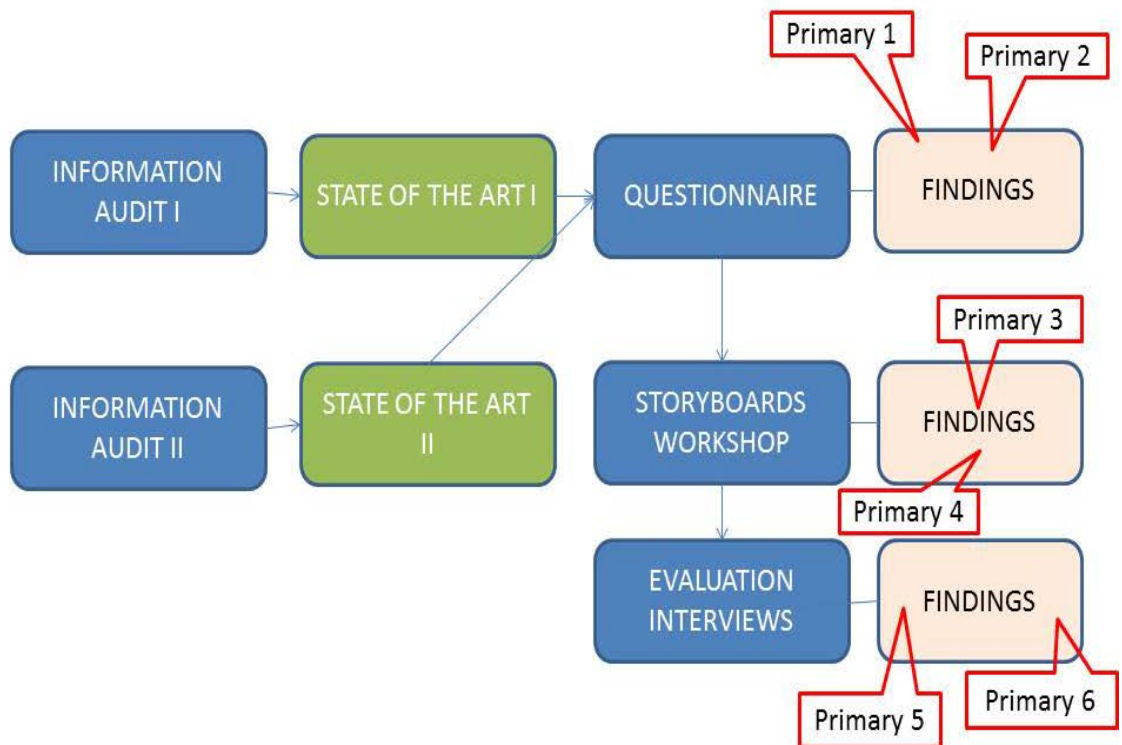 Primary 1
Primary 2
INFORMATION
AUDIT I
STATE OF THE ART I
QUESTIONNAIRE
FINDINGS
Primary 3
INFORMATION
AUDIT II
STATE OF THE ART
II
STORYBOARDS
WORKSHOP
FINDINGS
Primary 4
EVALUATION
INTERVIEWS
FINDINGS
Primary 5
Primary 6